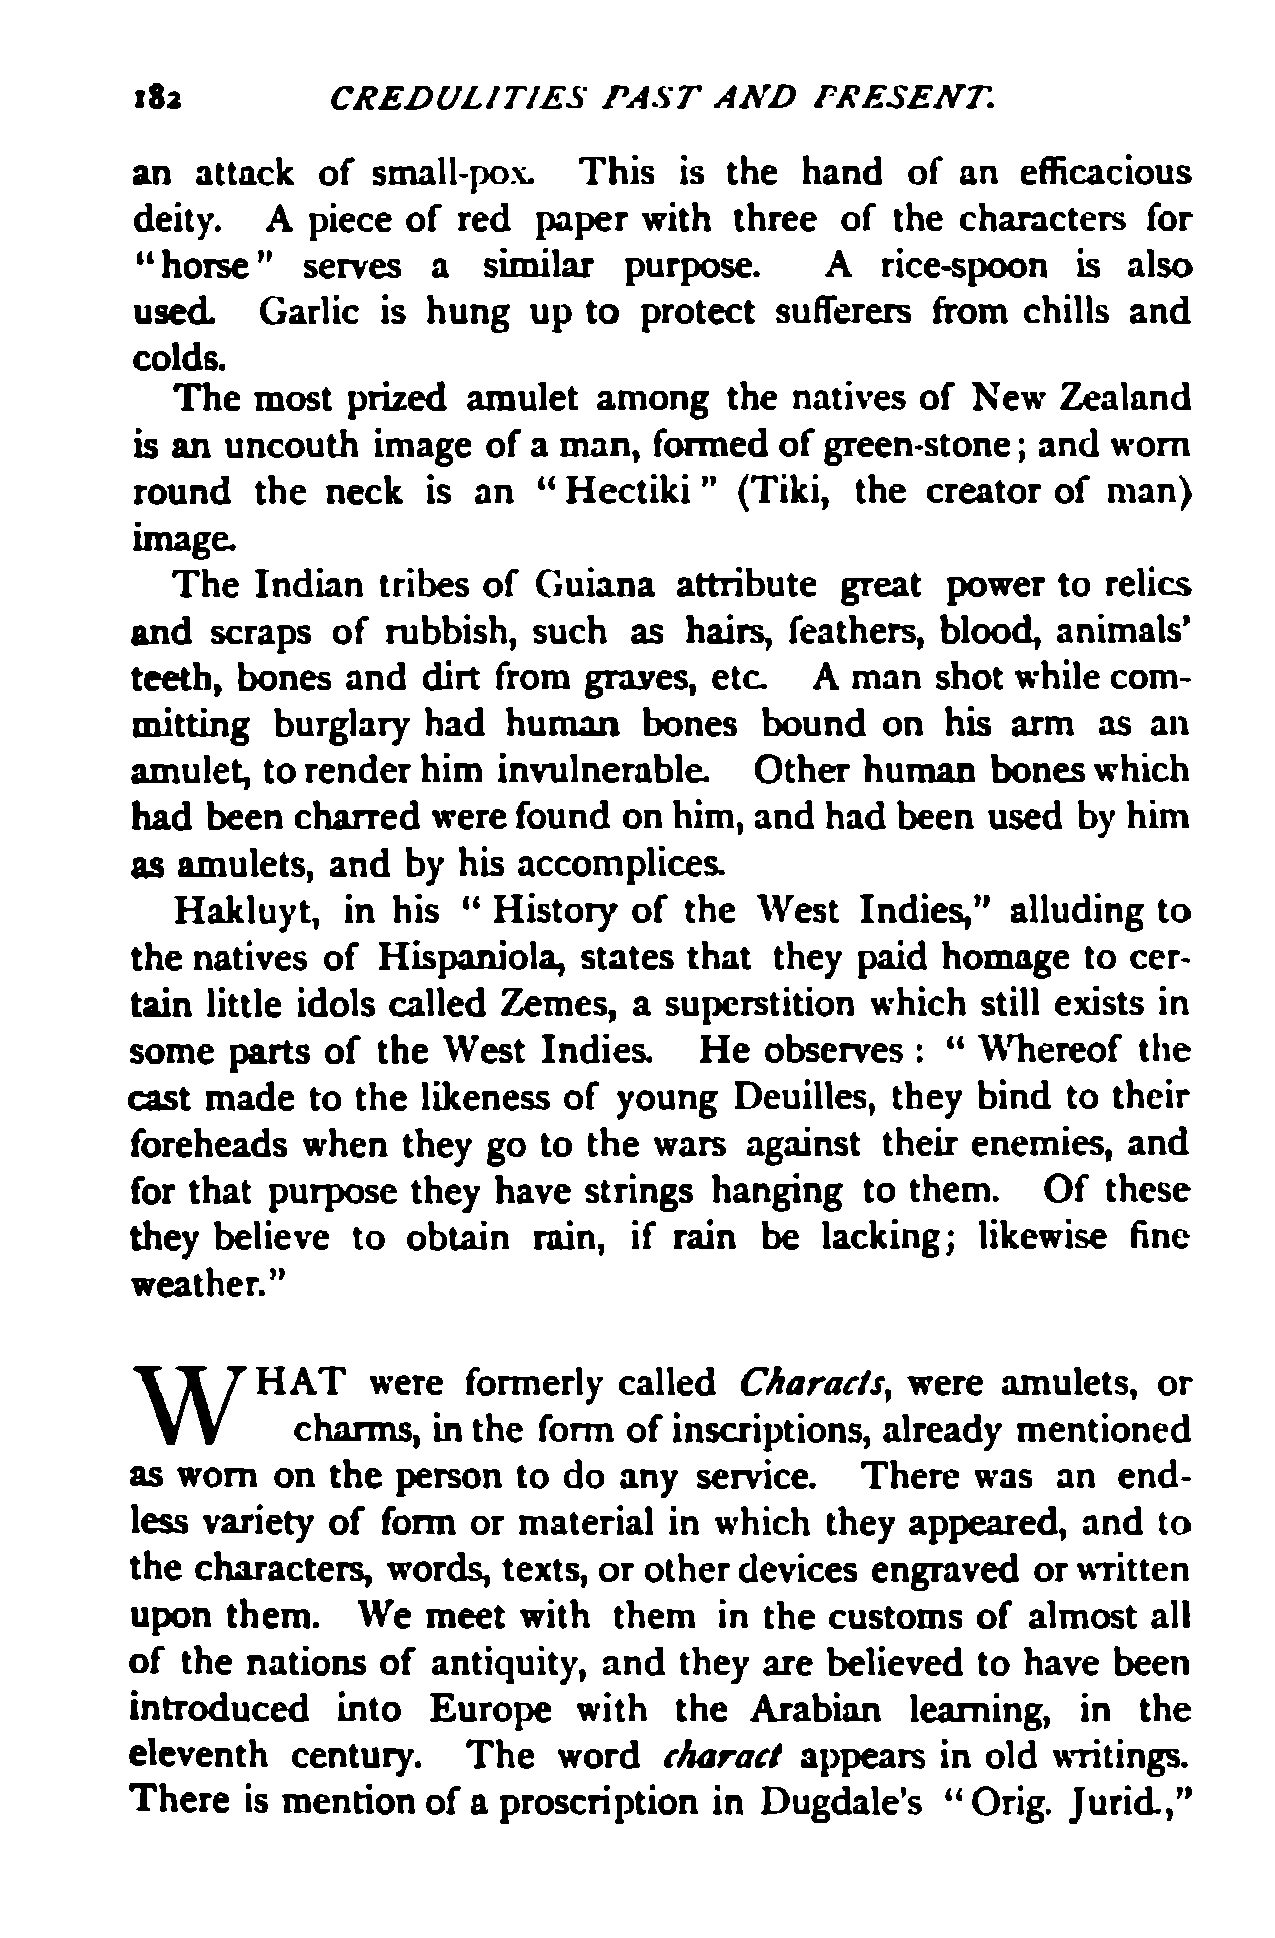 182 CREDULITIES PAST AND PRESENT.
an attack of small-pox. This is the hand of an efficacious
deity. A piece of red paper with three of the characters for
"horse" serves a similar purpose. A rice-spoon is also
used. Garlic is hung up to protect sufferers from chills and
colds.
The most prized amulet among the natives of New Zealand
is an uncouth image of a man, formed of green-stone; and worn
round the neck is an "Hectiki" (Tiki, the creator of man)
image.
The Indian tribes of Guiana attribute great power to relics
and scraps of rubbish, such as hairs, feathers, blood, animals'
teeth, bones and dirt from graves, etc. A man shot while com-
mitting burglary had human bones bound on his arm as an
amulet, to render him invulnerable. Other human bones which
had been charred were found on him, and had been used by him
as amulets, and by his accomplices.
Hakluyt, in his "History of the West Indies," alluding to
the natives of Hispaniola, states that they paid homage to cer-
tain little idols called Zemes, a superstition which still exists in
some parts of the West Indies. He observes: "Whereof the
cast made to the likeness of young Deuilles, they bind to their
foreheads when they go to the wars against their enemies, and
for that purpose they have strings hanging to them. Of these
they believe to obtain rain, if rain be lacking; likewise fine
weather."
WHAT were formerly called Characts, were amulets, or
charms, in the form of inscriptions, already mentioned
as worn on the person to do any service. There was an end-
less variety of form or material in which they appeared, and to
the characters, words, texts, or other devices engraved or written
upon them. We meet with them in the customs of almost all
of the nations of antiquity, and they are believed to have been
introduced into Europe with the Arabian learning, in the
eleventh century. The word charact appears in old writings.
There is mention of a proscription in Dugdale's "Orig. Jurid.,"